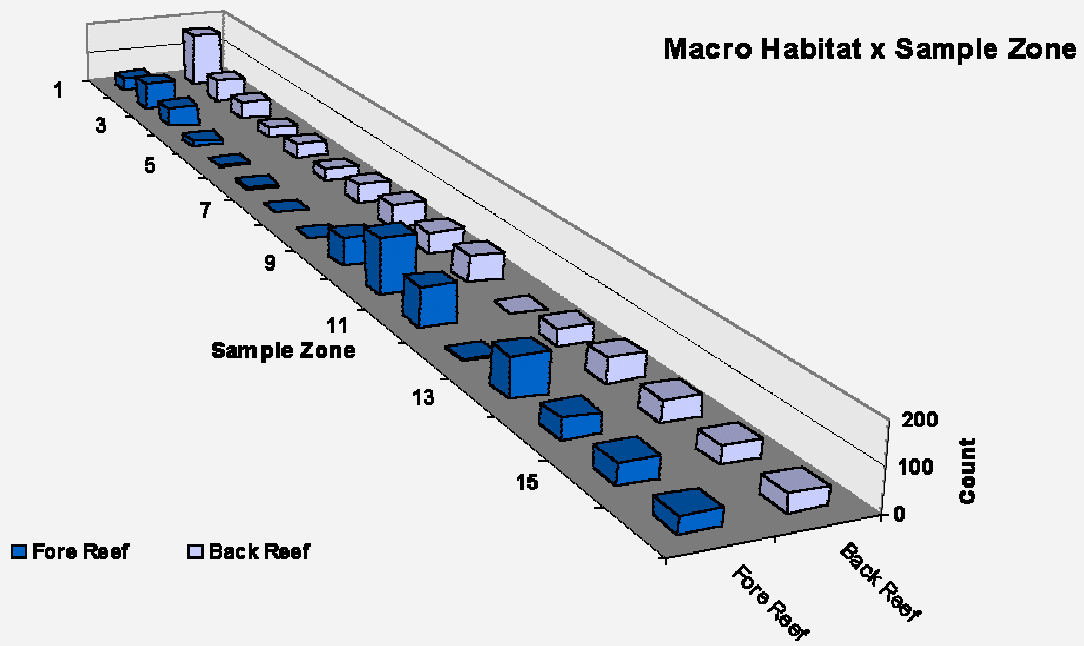 Macro Habitat x Sample Zone
1
3
5
7
9
11
13
15
Sample Zone
200
100
0
Count
Fore Reef
Back Reef
Fore Reef
Back Reef